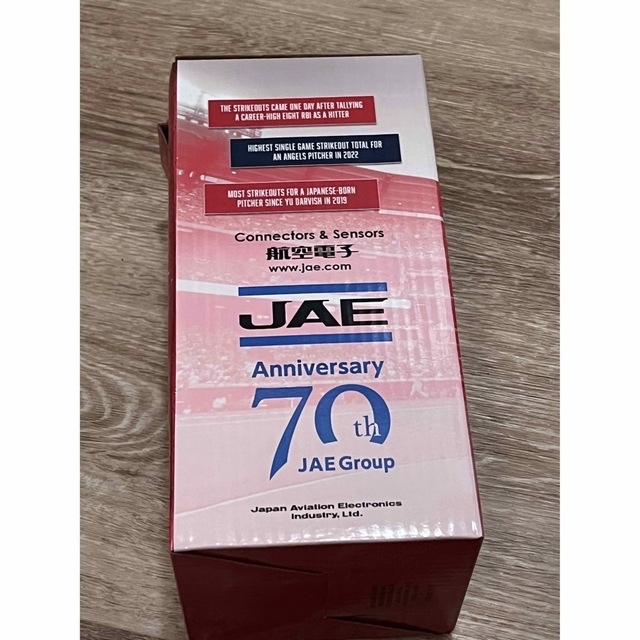 THE STRIKEOUTS CAME ONE DAY AFTER TALLYING
A CAREER-HIGH EIGHT RBI AS A HITTER
HIGHEST SINGLE GAME STRIKEOUT TOTAL FOR
AN ANGELS PITCHER IN 2022
MOST STRIKEOUTS FOR A JAPANESE-BORN
PITCHER SINCE YU DARVISH IN 2019
Connectors & Sensors
航空電子
www.jae.com
JAE
Anniversary
70th
JAE Group
Japan Aviation Electronics
Industry, Ltd.